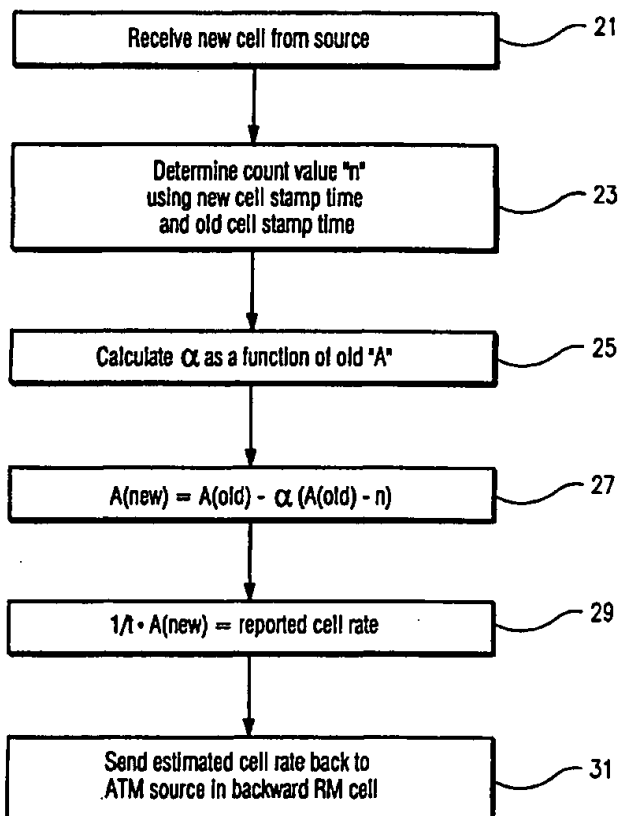 Receive new cell from source
21
Determine count value "n"
using new cell stamp time
and old cell stamp time
23
Calculate α as a function of old "A"
25
A(new) = A(old) - α (A(old) - n)
27
1/t • A(new) = reported cell rate
29
Send estimated cell rate back to
ATM source in backward RM cell
31